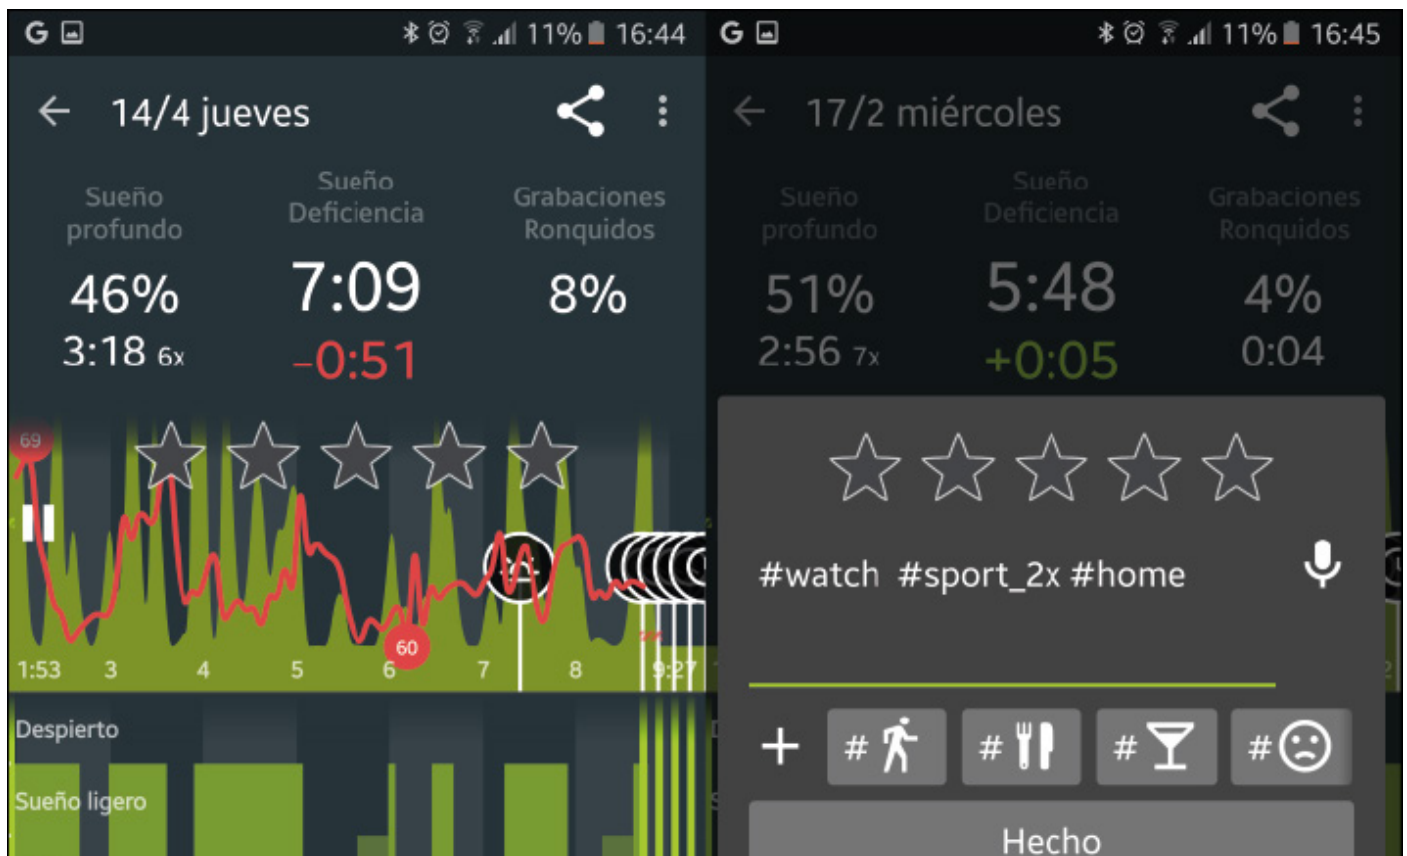 G 11% 16:44
14/4 jueves
Sueño
profundo
46%
3:18 6x
Sueño
Deficiencia
7:09
-0:51
Grabaciones
Ronquidos
8%
69
60
1:53 3 4 5 6 7 8 9:27
Despierto
Sueño ligero
G 11% 16:45
17/2 miércoles
Sueño
profundo
51%
2:56 7x
Sueño
Deficiencia
5:48
+0:05
Grabaciones
Ronquidos
4%
0:04
#watch #sport_2x #home
+ # # # #
Hecho